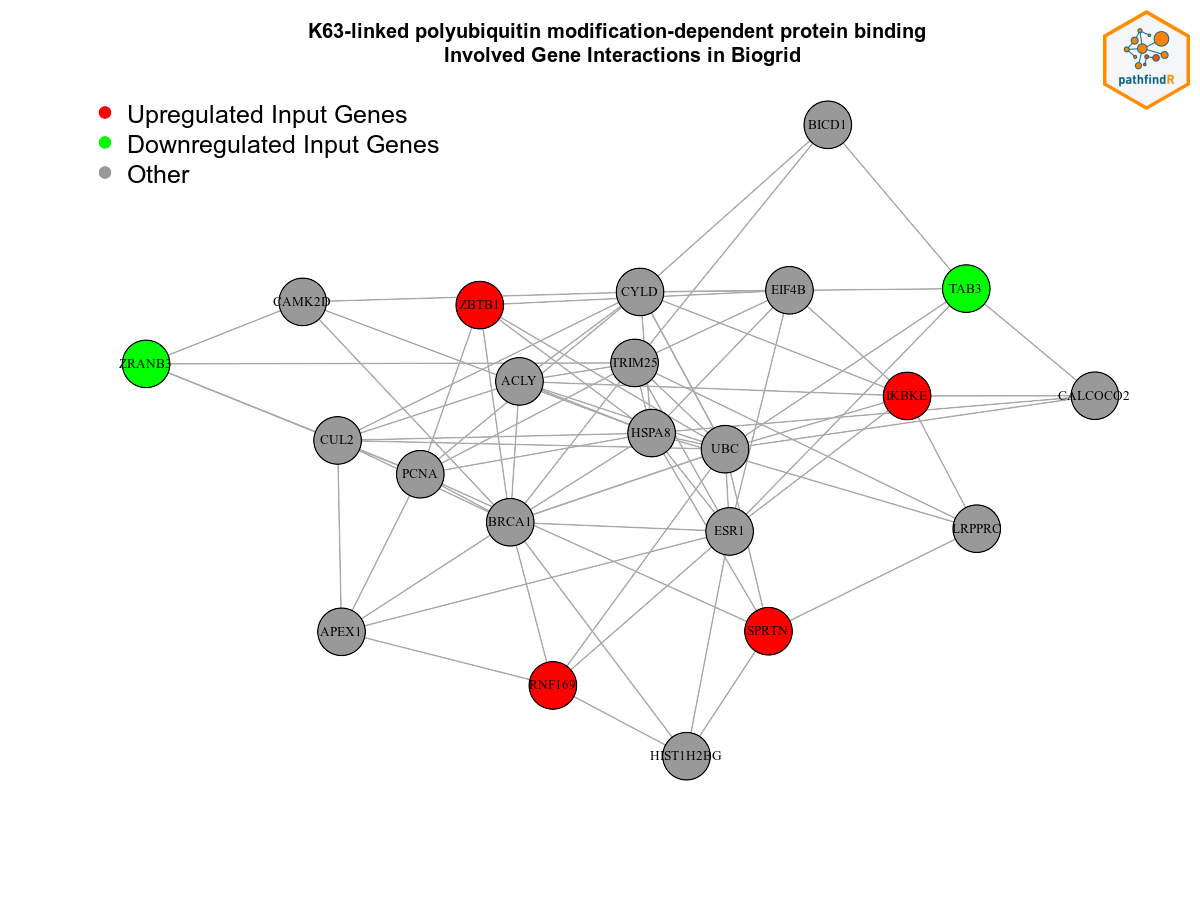 K63-linked polyubiquitin modification-dependent protein binding
Involved Gene Interactions in Biogrid
pathfindR
Upregulated Input Genes
Downregulated Input Genes
Other
BICD1
CAMK2D
ZBTB1
CYLD
EIF4B
TAB3
ZRANB3
ACLY
TRIM25
IKBKE
CALCOCO2
CUL2
PCNA
HSPA8
UBC
BRCA1
ESR1
LRPPRC
APEX1
SPRTN
RNF169
HIST1H2BG